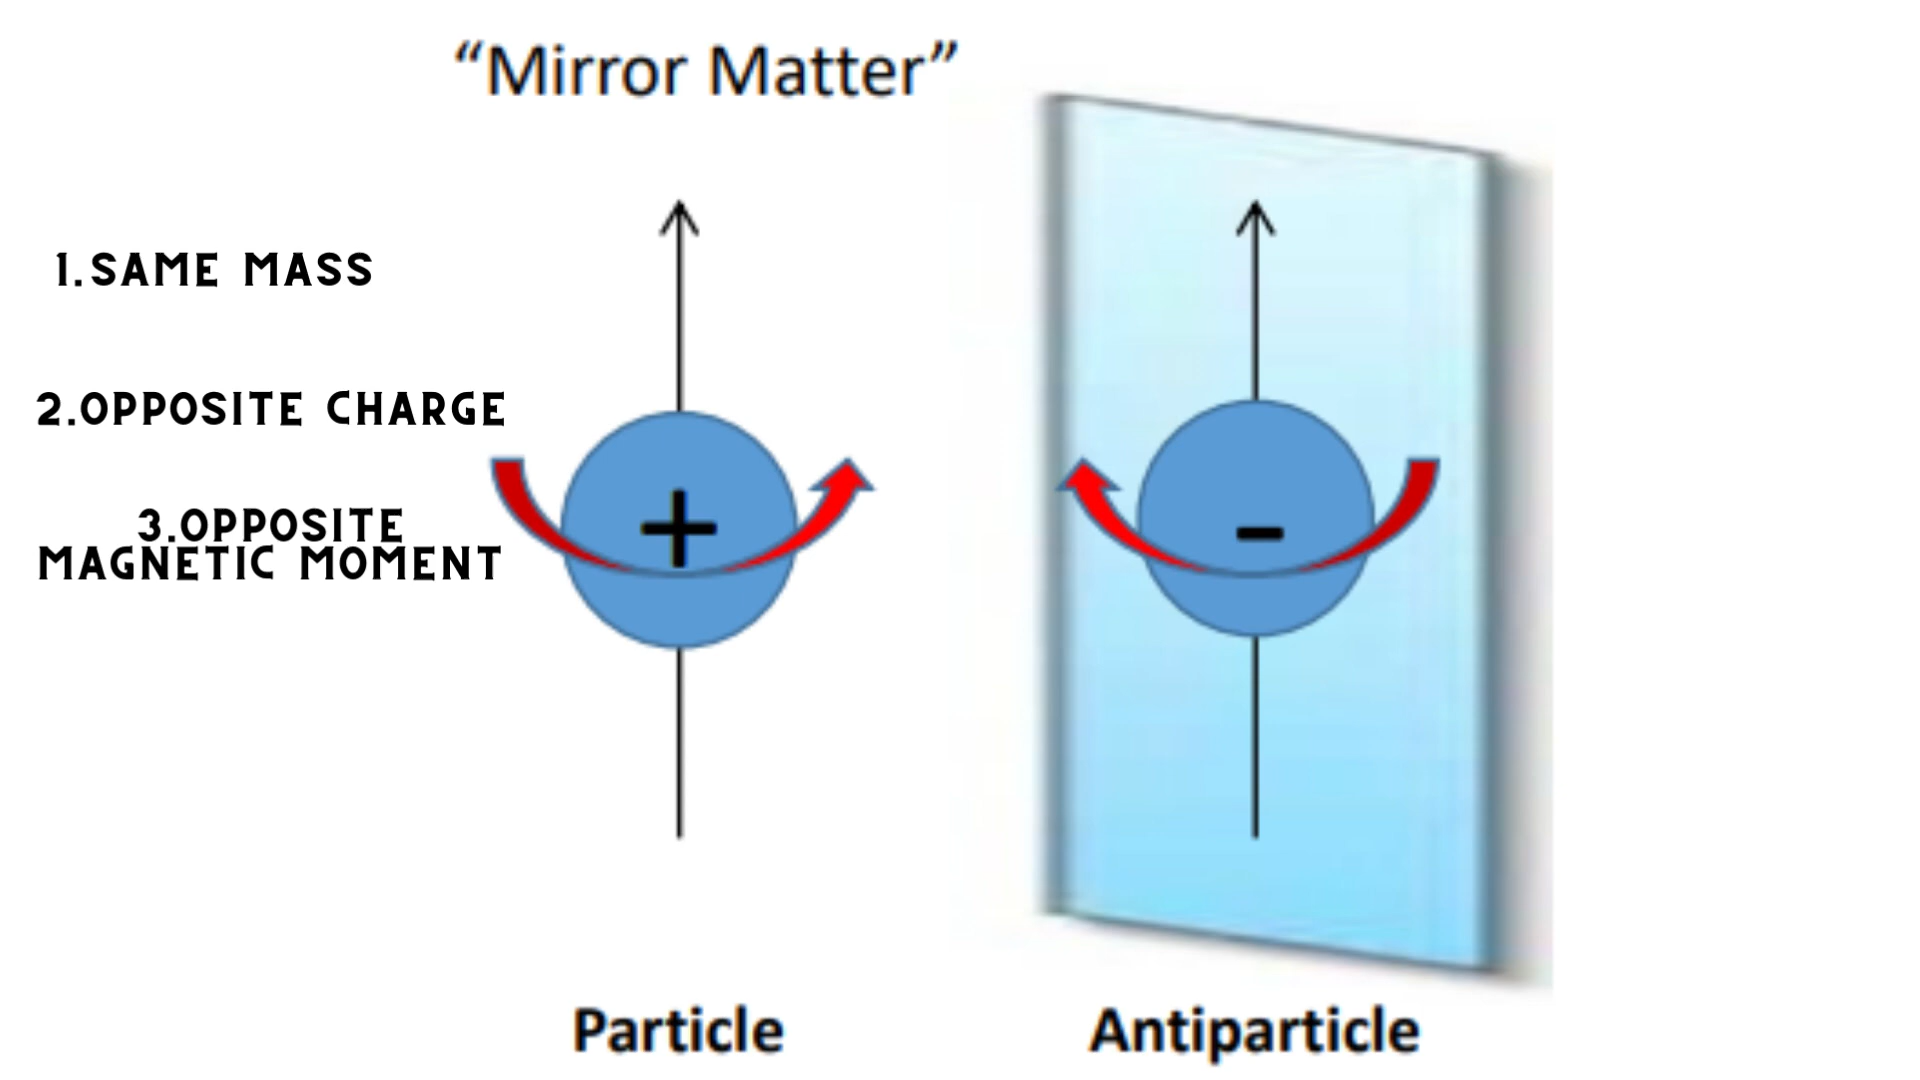 “Mirror Matter”
1.SAME MASS
2.OPPOSITE CHARGE
3.OPPOSITE
MAGNETIC MOMENT
+
-
Particle
Antiparticle